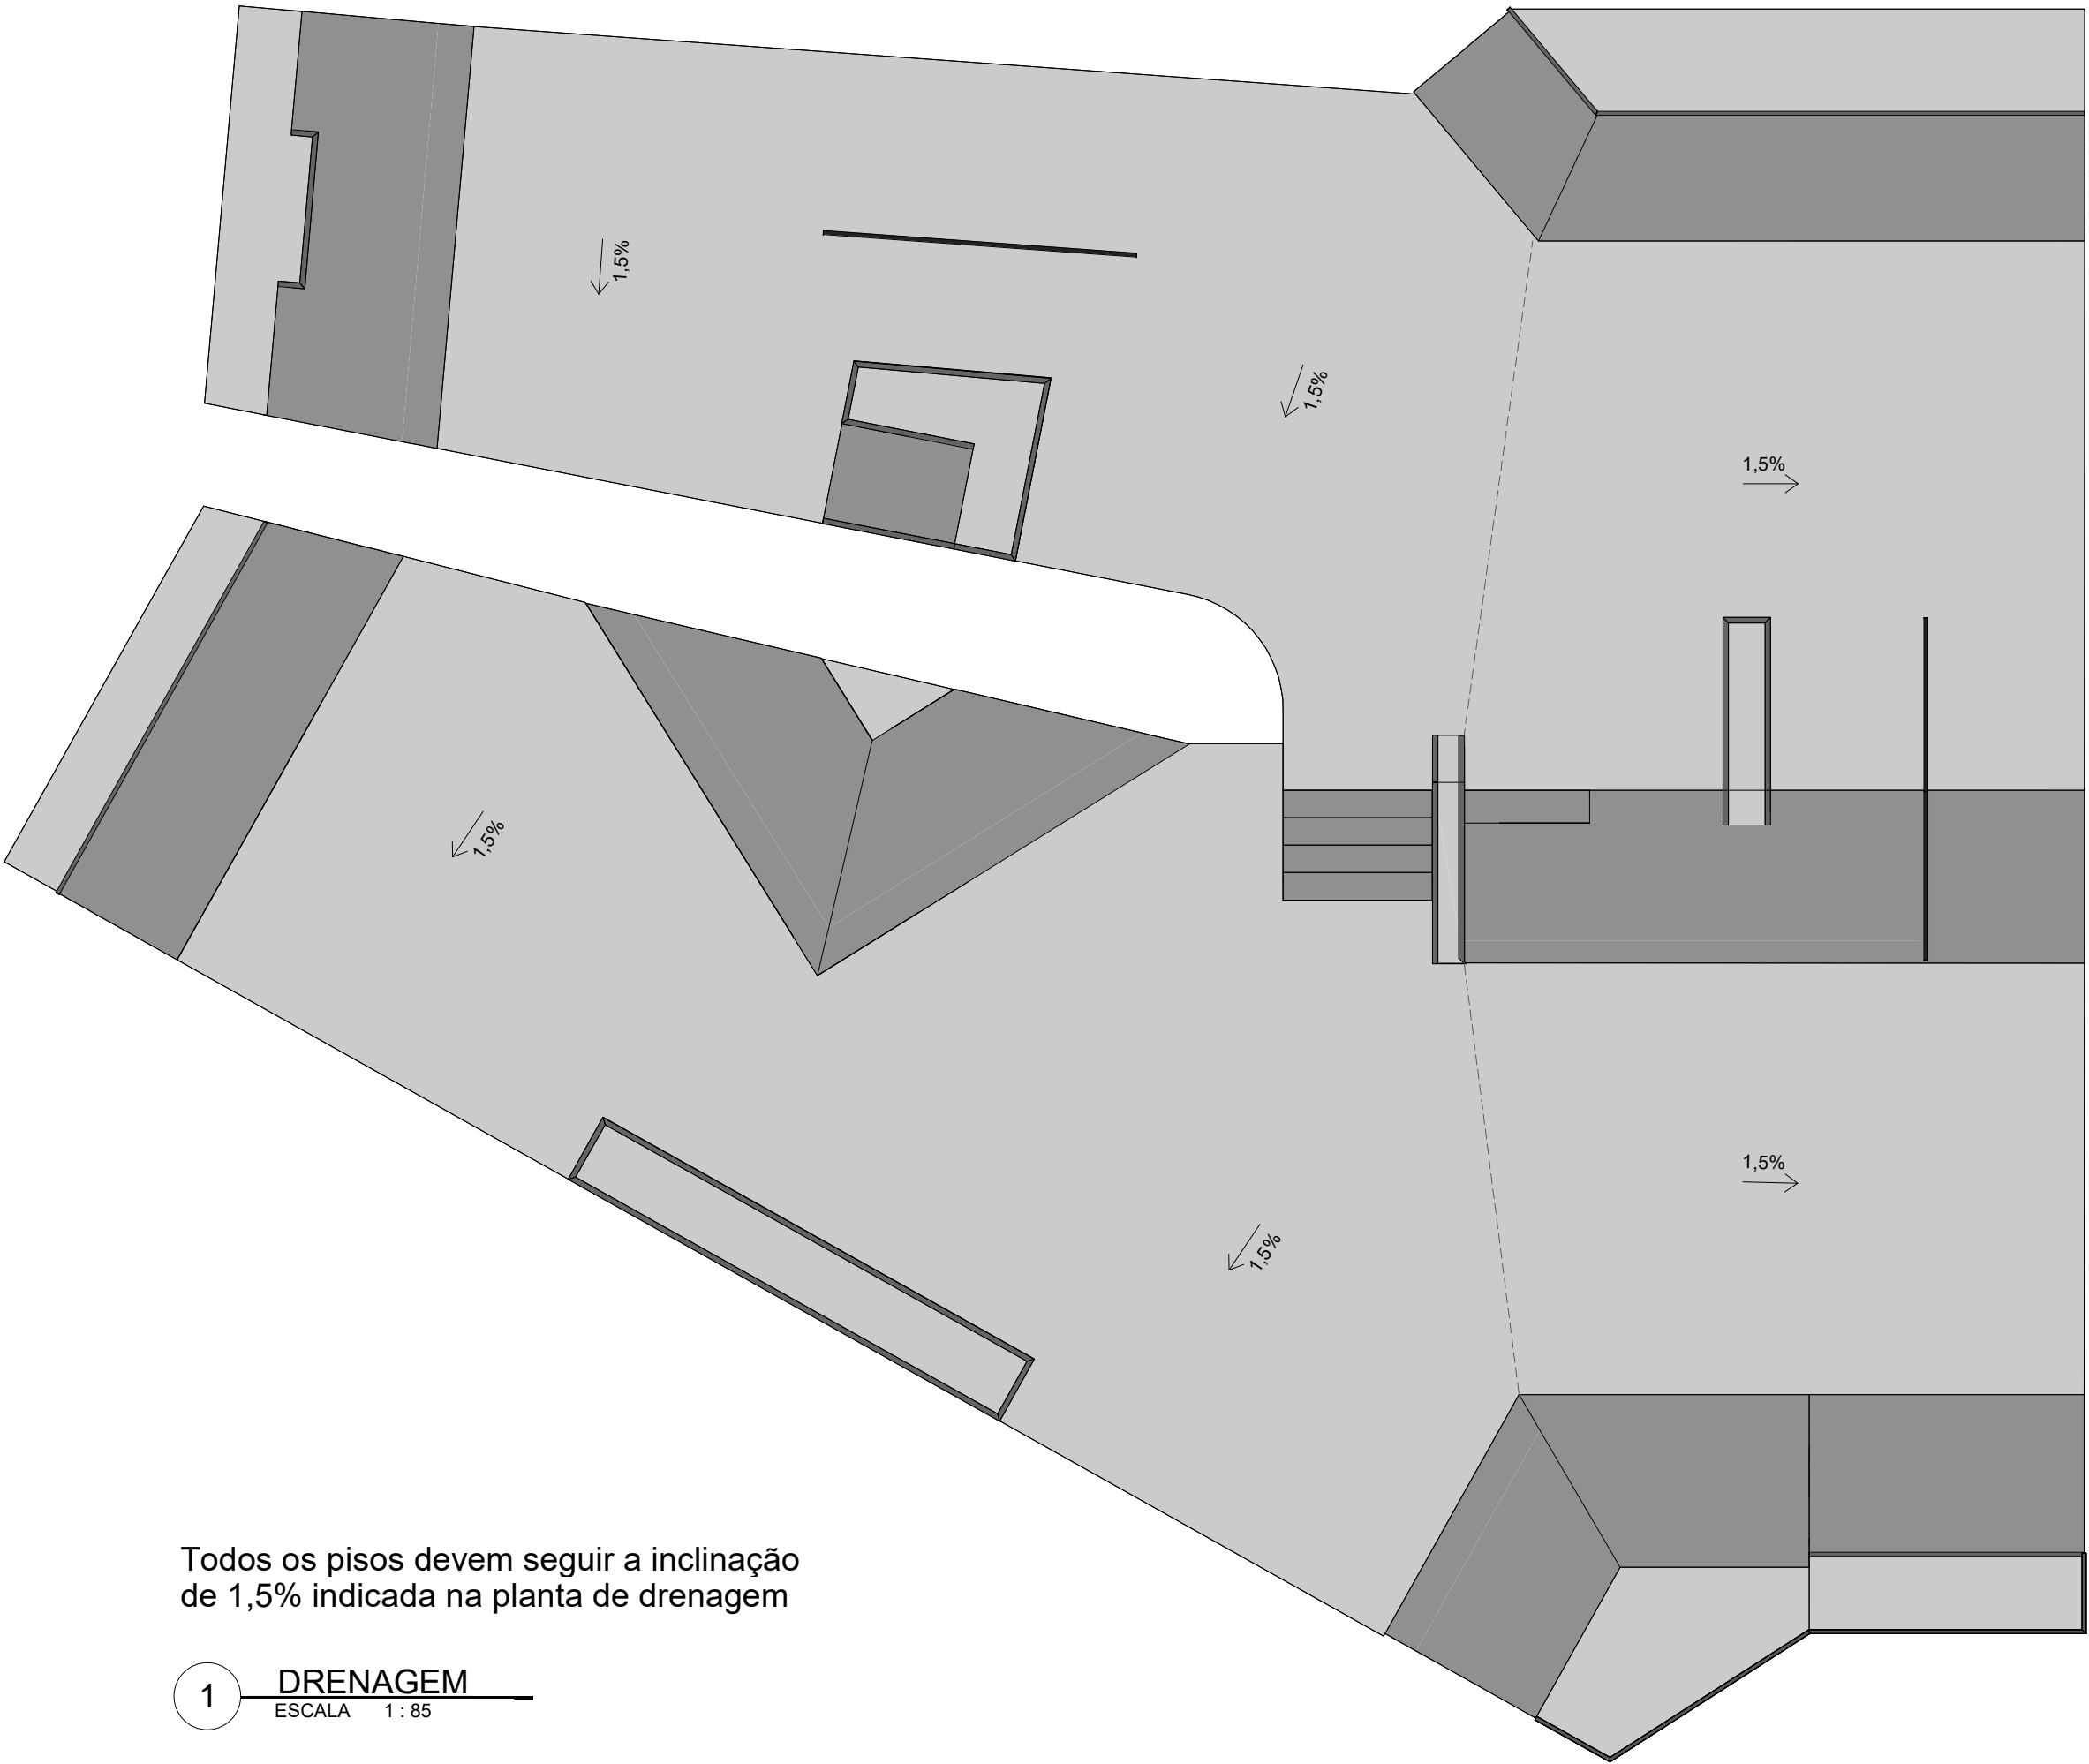 1,5%
1,5%
1,5%
1,5%
1,5%
1,5%
Todos os pisos devem seguir a inclinação
de 1,5% indicada na planta de drenagem
1 DRENAGEM
ESCALA 1 : 85